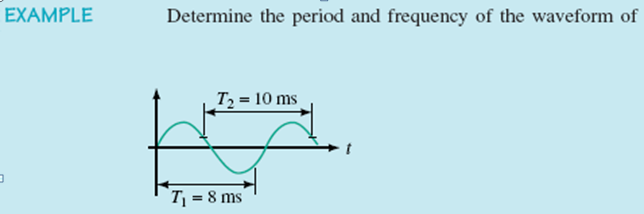 EXAMPLE Determine the period and frequency of the waveform of
T₂ = 10 ms
t
T₁ = 8 ms